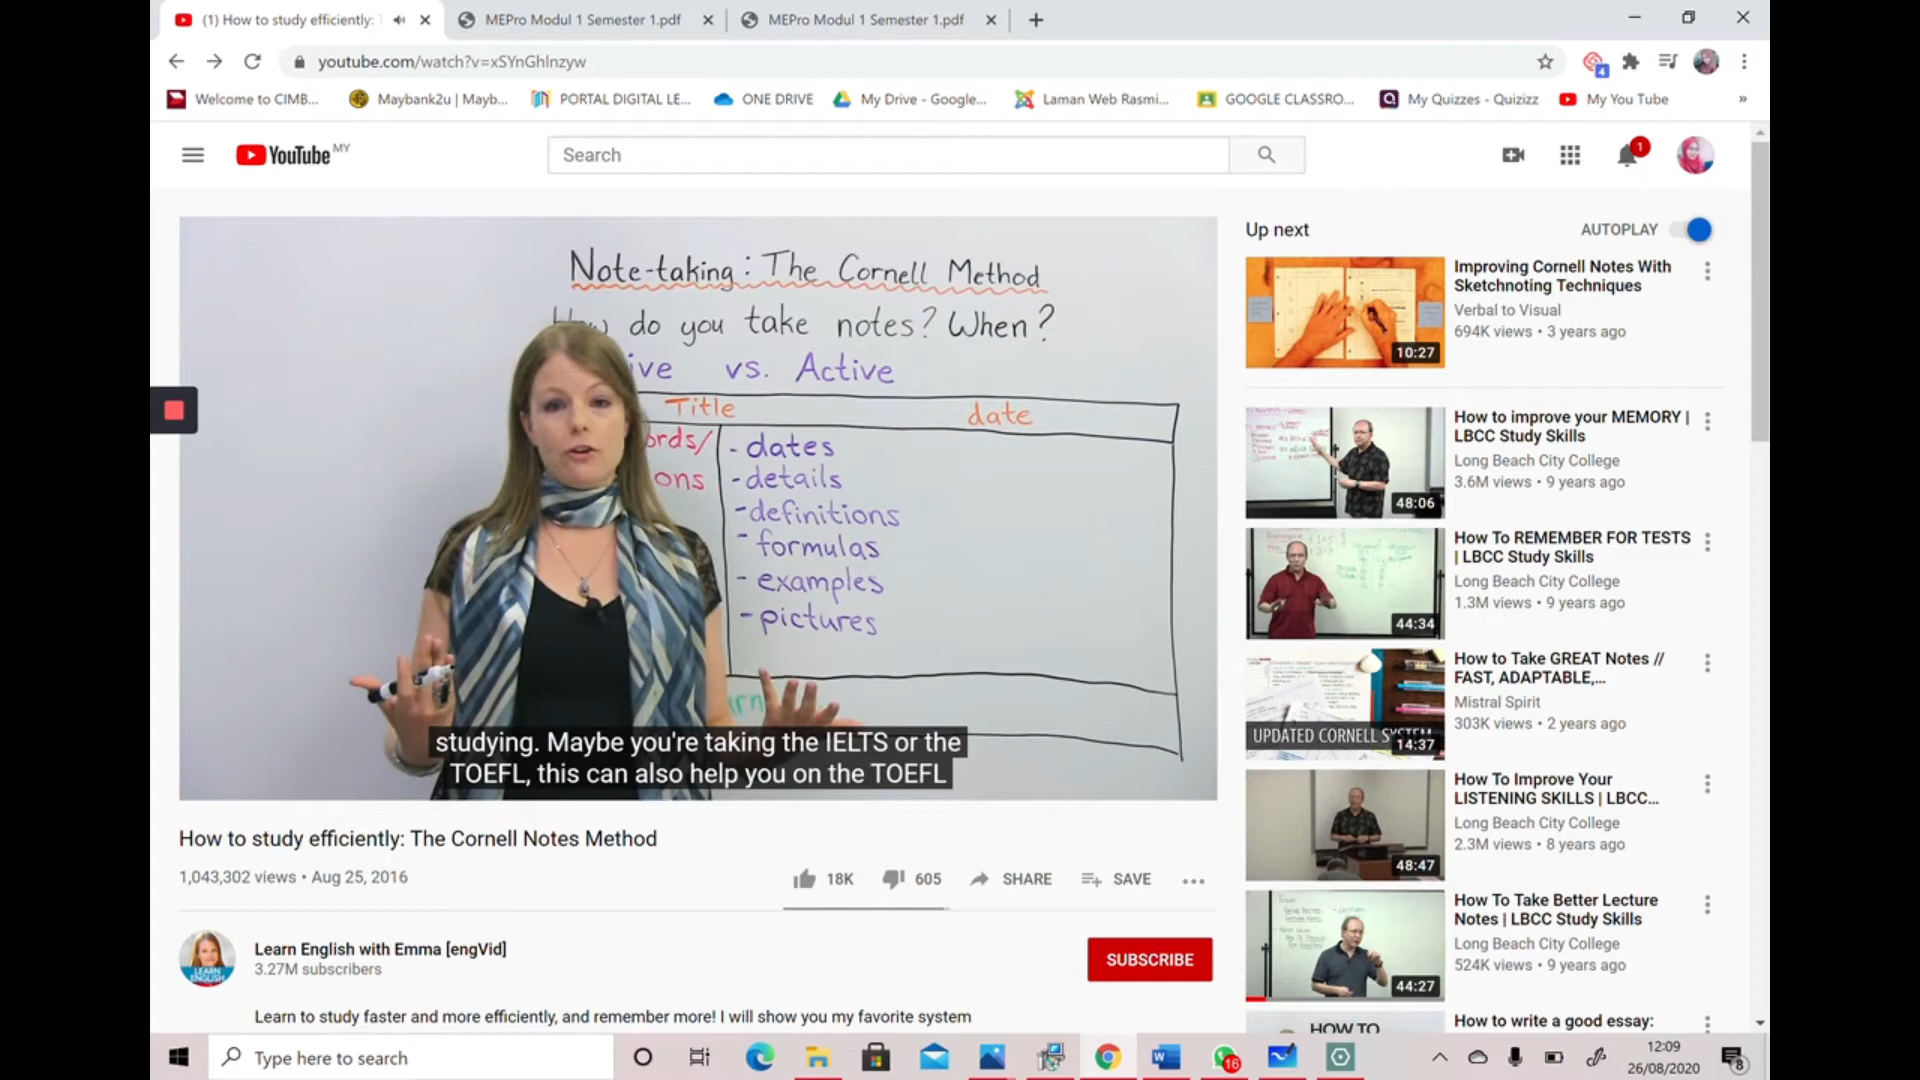 (1) How to study efficiently: T
MEPro Modul 1 Semester 1.pdf
MEPro Modul 1 Semester 1.pdf
youtube.com/watch?v=xSYnGhlnzyw
4
Welcome to CIMB...
Maybank2u | Mayb...
PORTAL DIGITAL LE...
ONE DRIVE
My Drive - Google...
Laman Web Rasmi...
GOOGLE CLASSRO...
My Quizzes - Quizizz
My You Tube
»
YouTube MY
Search
1
Note-taking: The Cornell Method
do you take notes? When?
ive vs. Active
Title date
ords/
ons
- dates
- details
- definitions
- formulas
- examples
- pictures
studying. Maybe you're taking the IELTS or the
TOEFL, this can also help you on the TOEFL
How to study efficiently: The Cornell Notes Method
1,043,302 views • Aug 25, 2016
18K 605 SHARE SAVE
Learn English with Emma [engVid]
3.27M subscribers
LEARN
ENGLISH
SUBSCRIBE
Learn to study faster and more efficiently, and remember more! I will show you my favorite system
Up next AUTOPLAY
Improving Cornell Notes With
Sketchnoting Techniques
Verbal to Visual
694K views • 3 years ago
10:27
How to improve your MEMORY |
LBCC Study Skills
Long Beach City College
3.6M views • 9 years ago
48:06
How To REMEMBER FOR TESTS
| LBCC Study Skills
Long Beach City College
1.3M views • 9 years ago
44:34
How to Take GREAT Notes //
FAST, ADAPTABLE,...
Mistral Spirit
303K views • 2 years ago
UPDATED CORNELL SYSTEM
14:37
How To Improve Your
LISTENING SKILLS | LBCC...
Long Beach City College
2.3M views • 8 years ago
48:47
How To Take Better Lecture
Notes | LBCC Study Skills
Long Beach City College
524K views • 9 years ago
44:27
How to write a good essay:
HOW TO
Type here to search
16
12:09
26/08/2020
8